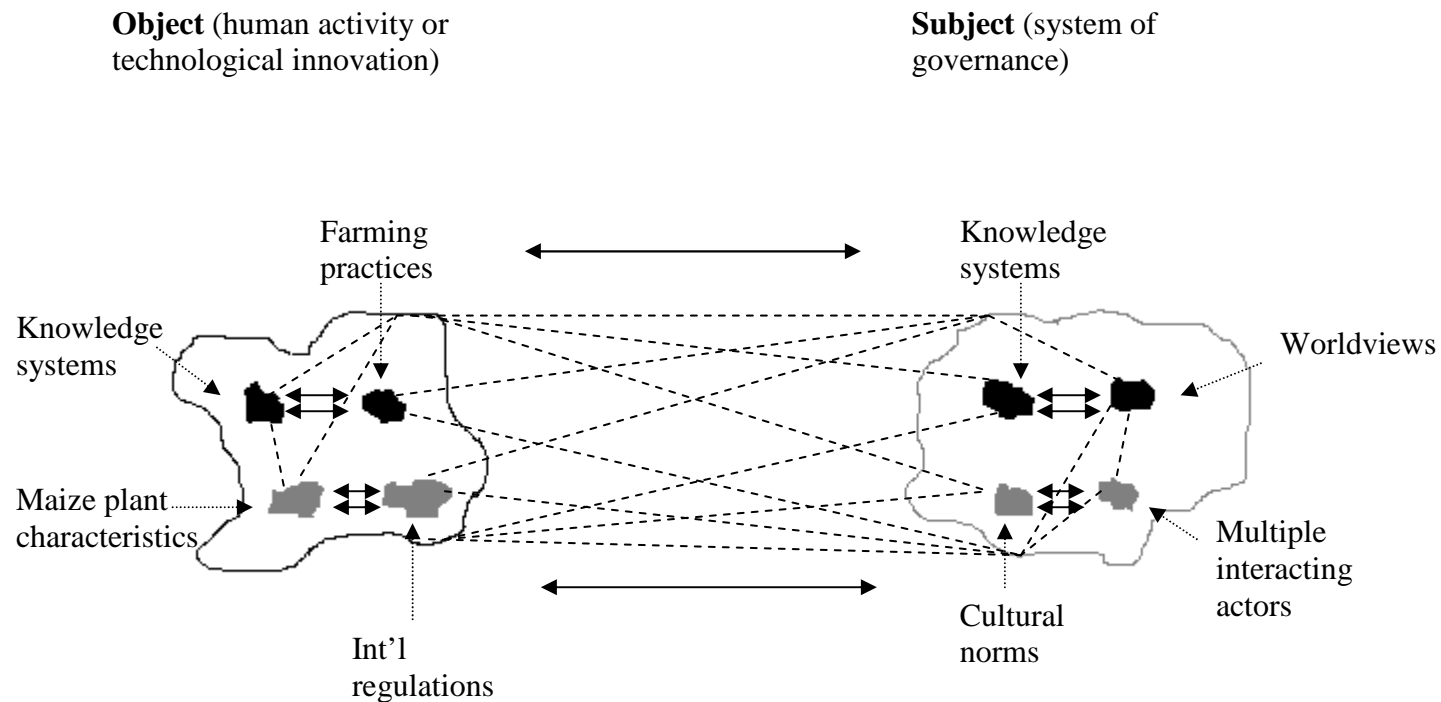 Object (human activity or
technological innovation)
Subject (system of
governance)
Farming
practices
Knowledge
systems
Knowledge
systems
Worldviews
Maize plant
characteristics
Multiple
interacting
actors
Cultural
norms
Int’l
regulations